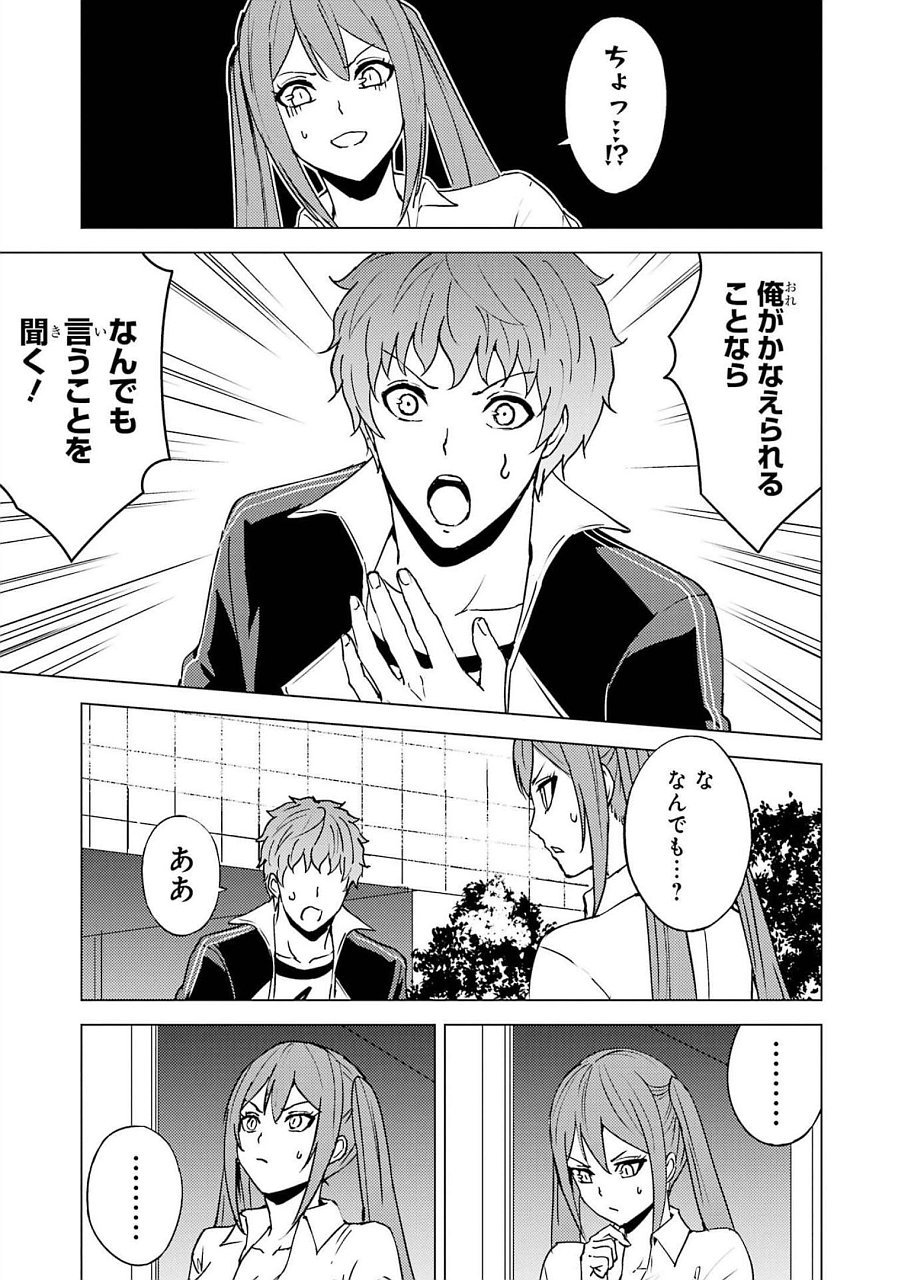 ちょっ…!?
俺がかなえられる
ことなら
なんでも
言うことを
聞く!
な
なんでも…?
ああ
………
………